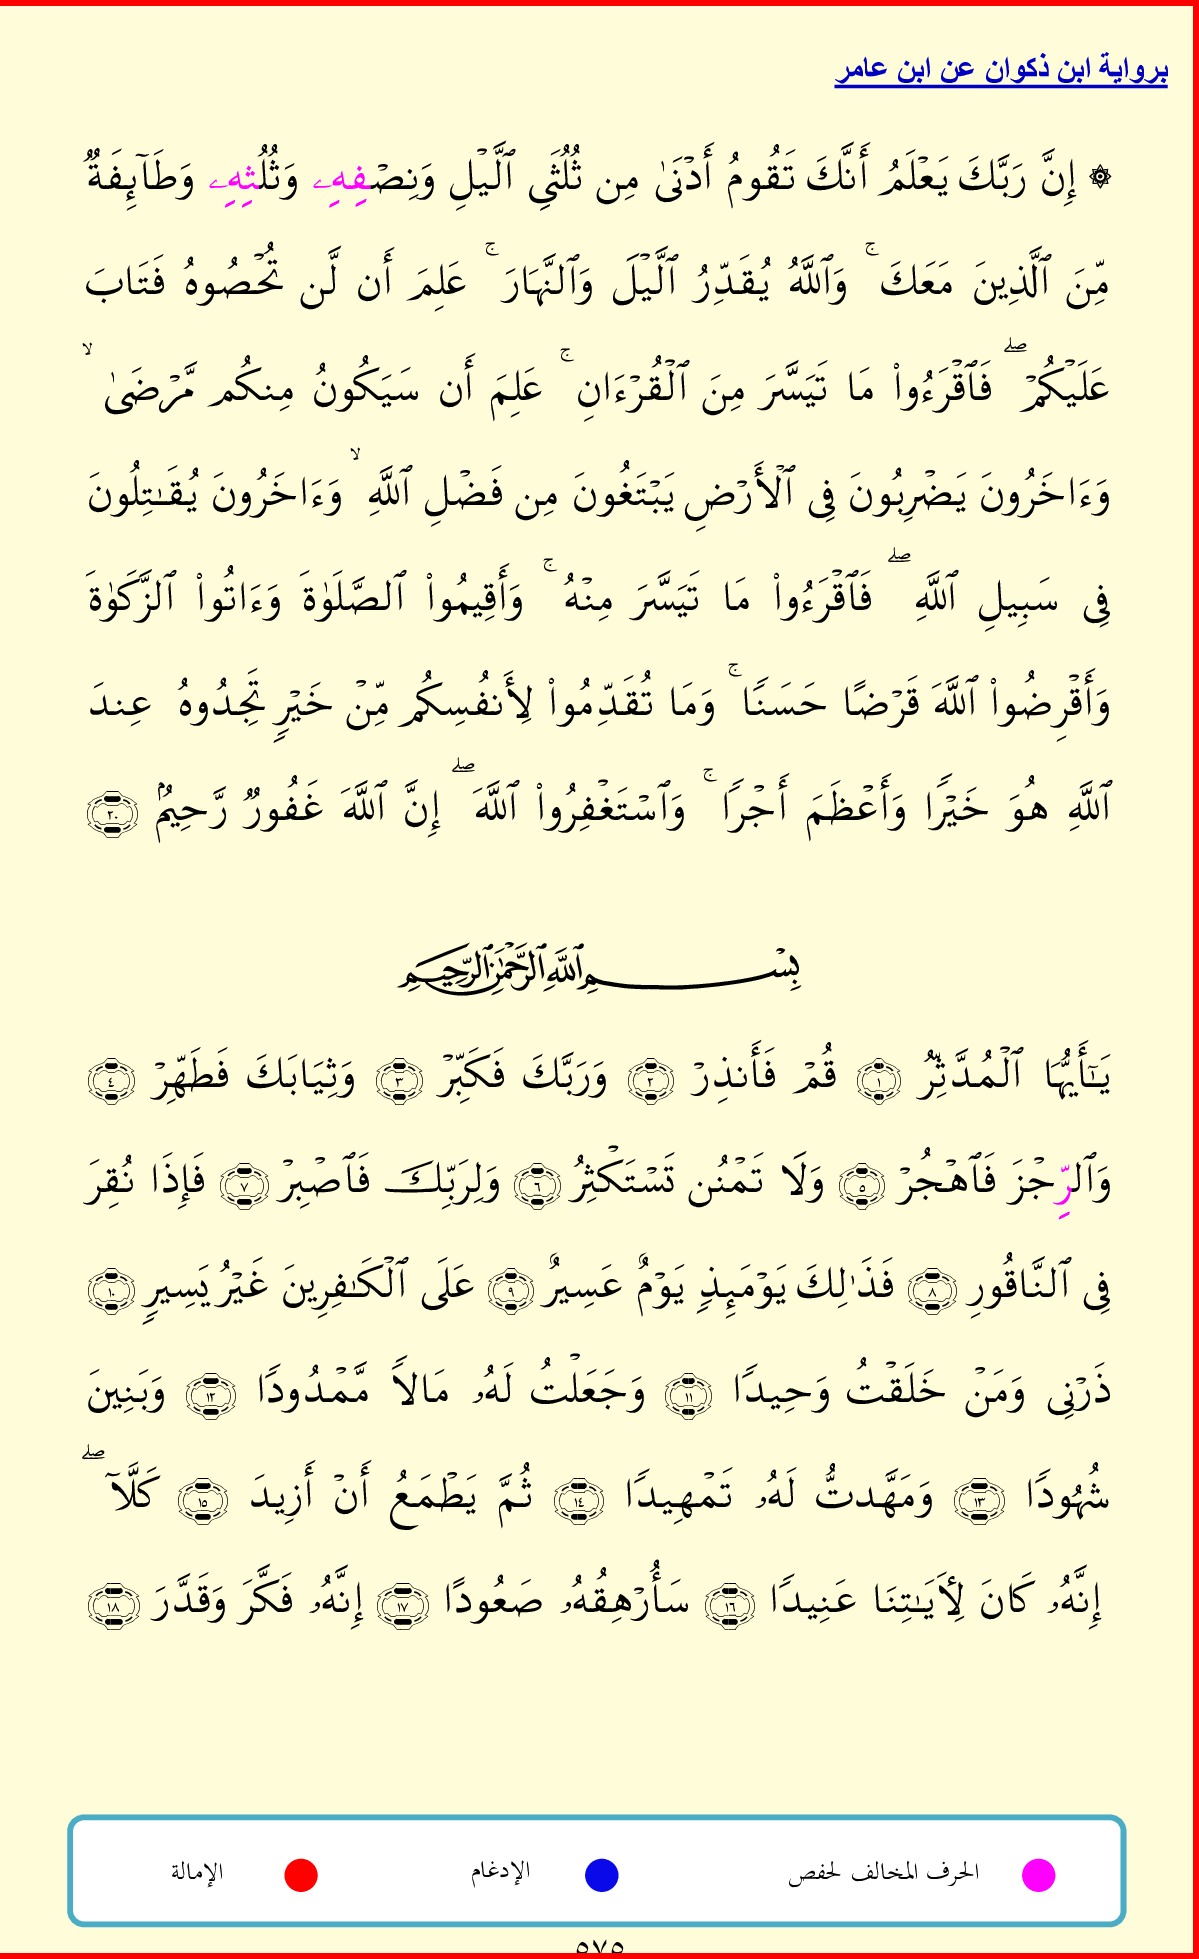 برواية ابن ذكوان عن ابن عامر
۞ إِنَّ رَبَّكَ يَعۡلَمُ أَنَّكَ تَقُومُ أَدۡنَىٰ مِن ثُلُثَيِ ٱلَّيۡلِ وَنِصۡفِهِۦ وَثُلُثِهِۦ وَطَآئِفَةٌ
مِّنَ ٱلَّذِينَ مَعَكَۚ وَٱللَّهُ يُقَدِّرُ ٱلَّيۡلَ وَٱلنَّهَارَۚ عَلِمَ أَن لَّن تُحۡصُوهُ فَتَابَ
عَلَيۡكُمۡۖ فَٱقۡرَءُواْ مَا تَيَسَّرَ مِنَ ٱلۡقُرۡءَانِۚ عَلِمَ أَن سَيَكُونُ مِنكُم مَّرۡضَىٰۙ
وَءَاخَرُونَ يَضۡرِبُونَ فِي ٱلۡأَرۡضِ يَبۡتَغُونَ مِن فَضۡلِ ٱللَّهِۙ وَءَاخَرُونَ يُقَٰتِلُونَ
فِي سَبِيلِ ٱللَّهِۖ فَٱقۡرَءُواْ مَا تَيَسَّرَ مِنۡهُۚ وَأَقِيمُواْ ٱلصَّلَوٰةَ وَءَاتُواْ ٱلزَّكَوٰةَ
وَأَقۡرِضُواْ ٱللَّهَ قَرۡضًا حَسَنًاۚ وَمَا تُقَدِّمُواْ لِأَنفُسِكُم مِّنۡ خَيۡرٍ تَجِدُوهُ عِندَ
ٱللَّهِ هُوَ خَيۡرًا وَأَعۡظَمَ أَجۡرًاۚ وَٱسۡتَغۡفِرُواْ ٱللَّهَۖ إِنَّ ٱللَّهَ غَفُورٌ رَّحِيمُۢ ٢٠
بِسۡمِ ٱللَّهِ ٱلرَّحۡمَٰنِ ٱلرَّحِيمِ
يَٰٓأَيُّهَا ٱلۡمُدَّثِّرُ ١ قُمۡ فَأَنذِرۡ ٢ وَرَبَّكَ فَكَبِّرۡ ٣ وَثِيَابَكَ فَطَهِّرۡ ٤
وَٱلرِّجۡزَ فَٱهۡجُرۡ ٥ وَلَا تَمۡنُن تَسۡتَكۡثِرُ ٦ وَلِرَبِّكَ فَٱصۡبِرۡ ٧ فَإِذَا نُقِرَ
فِي ٱلنَّاقُورِ ٨ فَذَٰلِكَ يَوۡمَئِذٍ يَوۡمٌ عَسِيرٌ ٩ عَلَى ٱلۡكَٰفِرِينَ غَيۡرُ يَسِيرٍ ١٠
ذَرۡنِي وَمَنۡ خَلَقۡتُ وَحِيدًا ١١ وَجَعَلۡتُ لَهُۥ مَالًا مَّمۡدُودًا ١٢ وَبَنِينَ
شُهُودًا ١٣ وَمَهَّدتُّ لَهُۥ تَمۡهِيدًا ١٤ ثُمَّ يَطۡمَعُ أَنۡ أَزِيدَ ١٥ كَلَّآۖ
إِنَّهُۥ كَانَ لِأٓيَٰتِنَا عَنِيدًا ١٦ سَأُرۡهِقُهُۥ صَعُودًا ١٧ إِنَّهُۥ فَكَّرَ وَقَدَّرَ ١٨
الحرف المخالف لحفص الإدغام الإمالة
٥٧٥